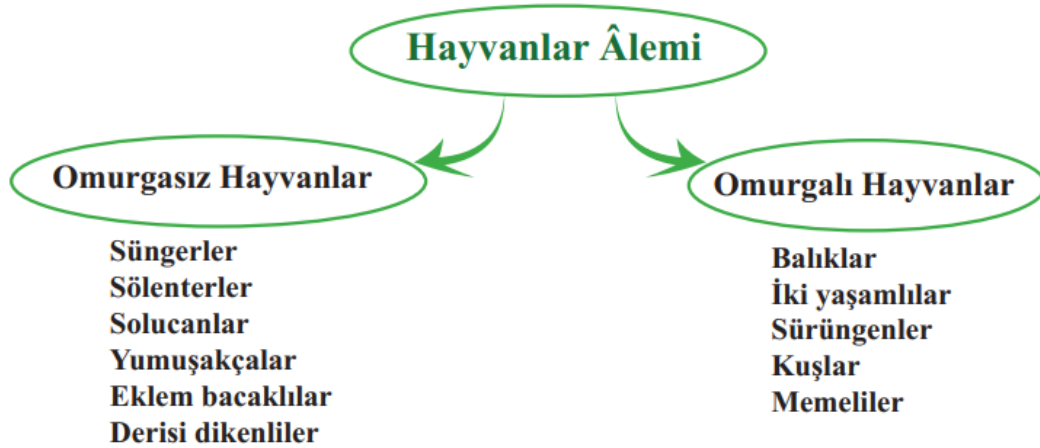 Hayvanlar Âlemi
Omurgasız Hayvanlar
Süngerler
Sölenterler
Solucanlar
Yumuşakçalar
Eklem bacaklılar
Derisi dikenliler
Omurgalı Hayvanlar
Balıklar
İki yaşamlılar
Sürüngenler
Kuşlar
Memeliler